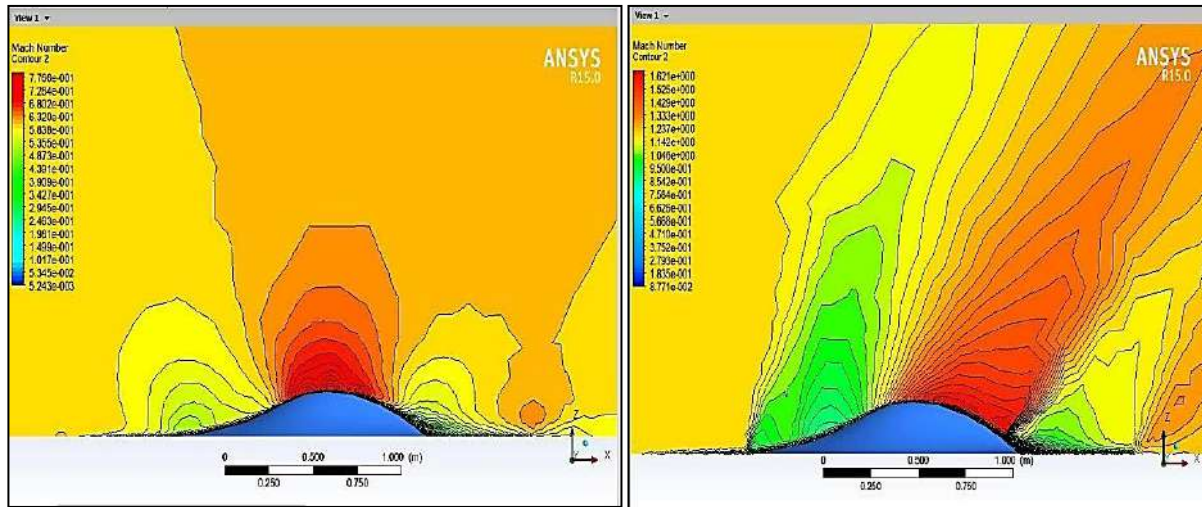 View 1
Mach Number
Contour 2
7.766e-001
7.284e-001
6.802e-001
6.320e-001
5.838e-001
5.355e-001
4.873e-001
4.391e-001
3.909e-001
3.427e-001
2.945e-001
2.463e-001
1.981e-001
1.499e-001
1.017e-001
5.345e-002
5.243e-003
ANSYS
R15.0
Z
X
0
0.500
1.000 (m)
0.250
0.750
View 1
Mach Number
Contour 2
1.621e+000
1.525e+000
1.429e+000
1.333e+000
1.237e+000
1.142e+000
1.046e+000
9.500e-001
8.542e-001
7.584e-001
6.626e-001
5.668e-001
4.710e-001
3.752e-001
2.793e-001
1.835e-001
8.771e-002
ANSYS
R15.0
Z
X
0
0.500
1.000 (m)
0.250
0.750